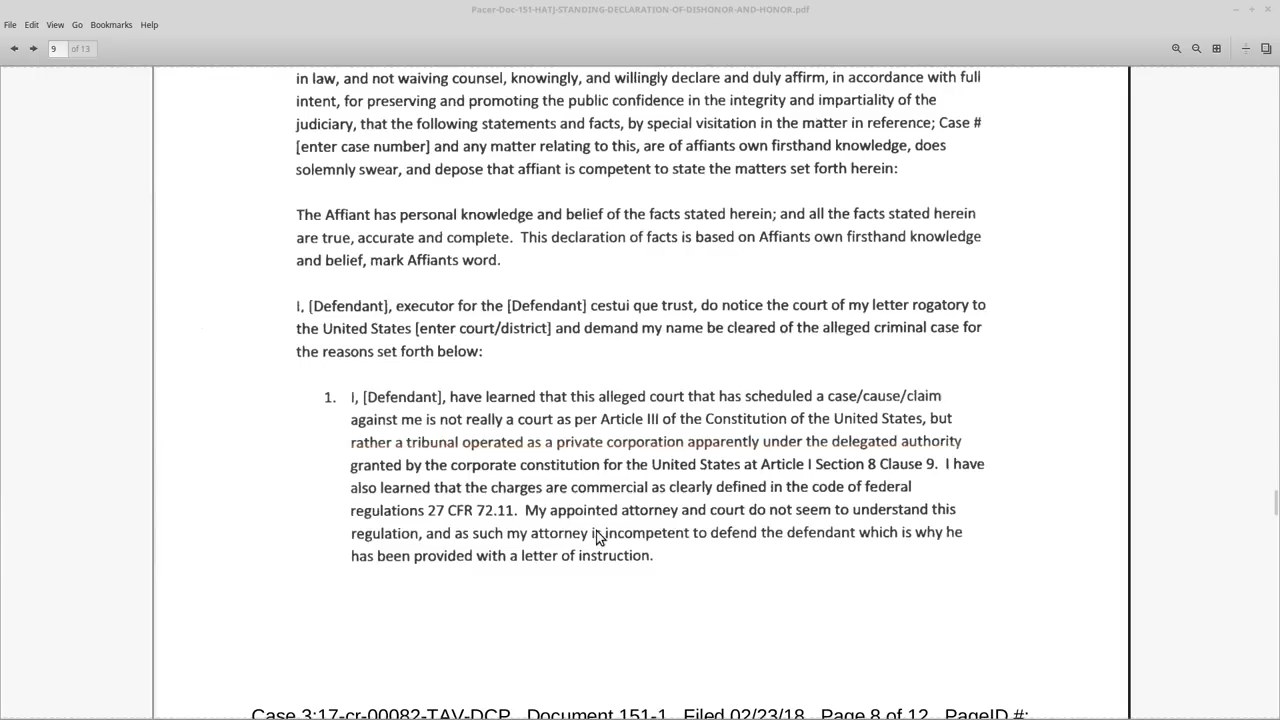 Pacer-Doc-151-HATJ-STANDING-DECLARATION-OF-DISHONOR-AND-HONOR.pdf
File Edit View Go Bookmarks Help
9 of 13
in law, and not waiving counsel, knowingly, and willingly declare and duly affirm, in accordance with full
intent, for preserving and promoting the public confidence in the integrity and impartiality of the
judiciary, that the following statements and facts, by special visitation in the matter in reference; Case #
[enter case number] and any matter relating to this, are of affiants own firsthand knowledge, does
solemnly swear, and depose that affiant is competent to state the matters set forth herein:
The Affiant has personal knowledge and belief of the facts stated herein; and all the facts stated herein
are true, accurate and complete. This declaration of facts is based on Affiants own firsthand knowledge
and belief, mark Affiants word.
I, [Defendant], executor for the [Defendant] cestui que trust, do notice the court of my letter rogatory to
the United States [enter court/district] and demand my name be cleared of the alleged criminal case for
the reasons set forth below:
1. I, [Defendant], have learned that this alleged court that has scheduled a case/cause/claim
against me is not really a court as per Article III of the Constitution of the United States, but
rather a tribunal operated as a private corporation apparently under the delegated authority
granted by the corporate constitution for the United States at Article I Section 8 Clause 9. I have
also learned that the charges are commercial as clearly defined in the code of federal
regulations 27 CFR 72.11. My appointed attorney and court do not seem to understand this
regulation, and as such my attorney is incompetent to defend the defendant which is why he
has been provided with a letter of instruction.
Case 3:17-cr-00082-TAV-DCP Document 151-1 Filed 02/23/18 Page 8 of 12 PageID #: